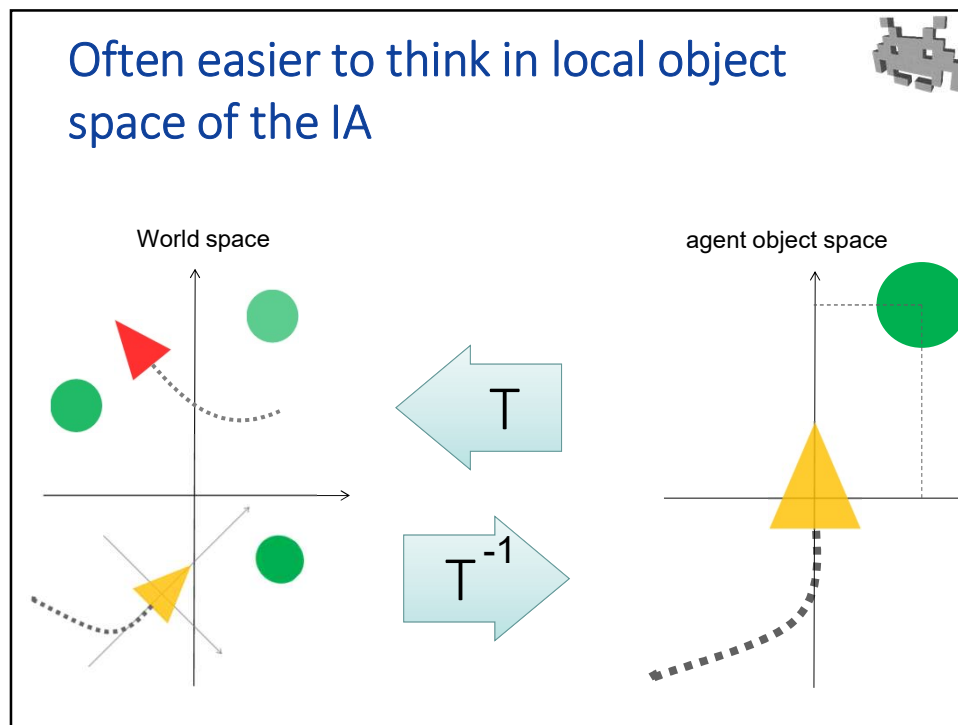 Often easier to think in local object
space of the IA
World space
agent object space
T
T-1